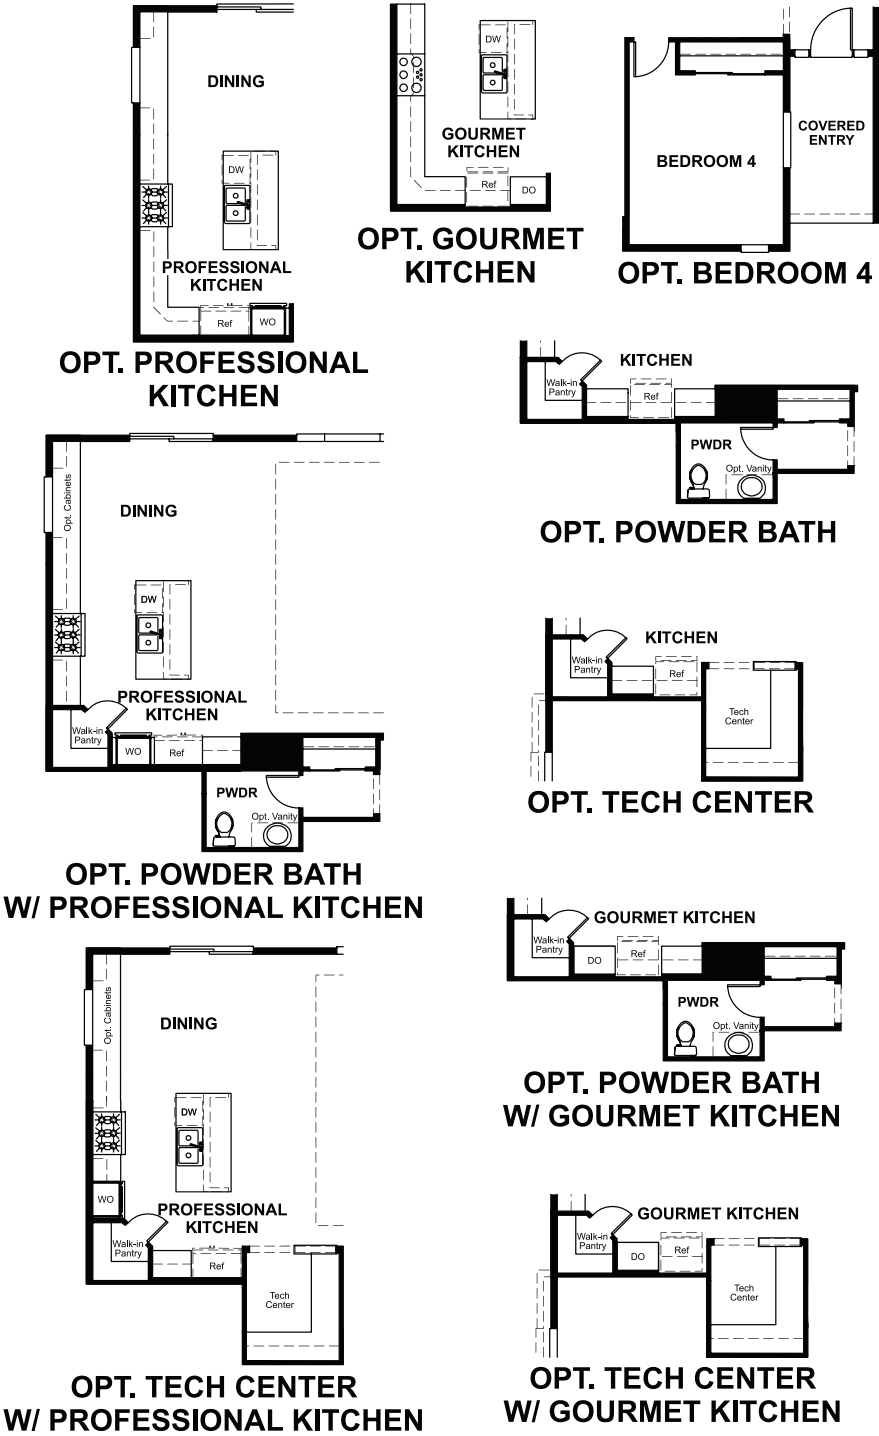 DINING
DW
PROFESSIONAL
KITCHEN
Ref
WO
OPT. PROFESSIONAL
KITCHEN
DW
GOURMET
KITCHEN
Ref
DO
OPT. GOURMET
KITCHEN
BEDROOM 4
COVERED
ENTRY
OPT. BEDROOM 4
KITCHEN
Walk-in
Pantry
Ref
PWDR
Opt. Vanity
OPT. POWDER BATH
Opt. Cabinets
DINING
DW
PROFESSIONAL
KITCHEN
Walk-in
Pantry
WO
Ref
PWDR
Opt. Vanity
OPT. POWDER BATH
W/ PROFESSIONAL KITCHEN
KITCHEN
Walk-in
Pantry
Ref
Tech
Center
OPT. TECH CENTER
GOURMET KITCHEN
Walk-in
Pantry
DO
Ref
PWDR
Opt. Vanity
OPT. POWDER BATH
W/ GOURMET KITCHEN
Opt. Cabinets
DINING
DW
WO
PROFESSIONAL
KITCHEN
Walk-in
Pantry
Ref
Tech
Center
OPT. TECH CENTER
W/ PROFESSIONAL KITCHEN
GOURMET KITCHEN
Walk-in
Pantry
DO
Ref
Tech
Center
OPT. TECH CENTER
W/ GOURMET KITCHEN